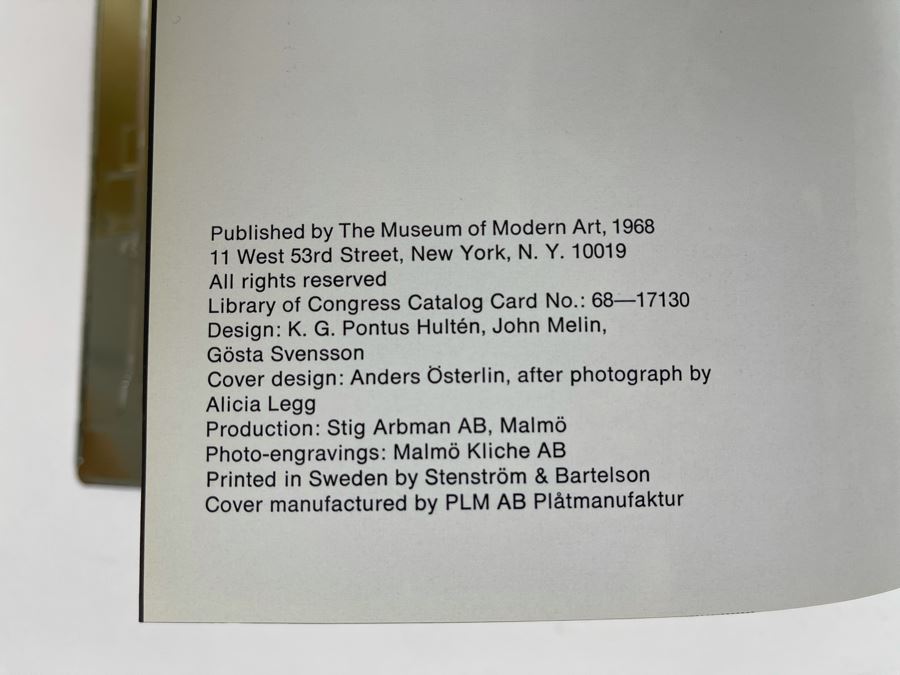 Published by The Museum of Modern Art, 1968
11 West 53rd Street, New York, N. Y. 10019
All rights reserved
Library of Congress Catalog Card No.: 68—17130
Design: K. G. Pontus Hultén, John Melin,
Gösta Svensson
Cover design: Anders Österlin, after photograph by
Alicia Legg
Production: Stig Arbman AB, Malmö
Photo-engravings: Malmö Kliche AB
Printed in Sweden by Stenström & Bartelson
Cover manufactured by PLM AB Plåtmanufaktur